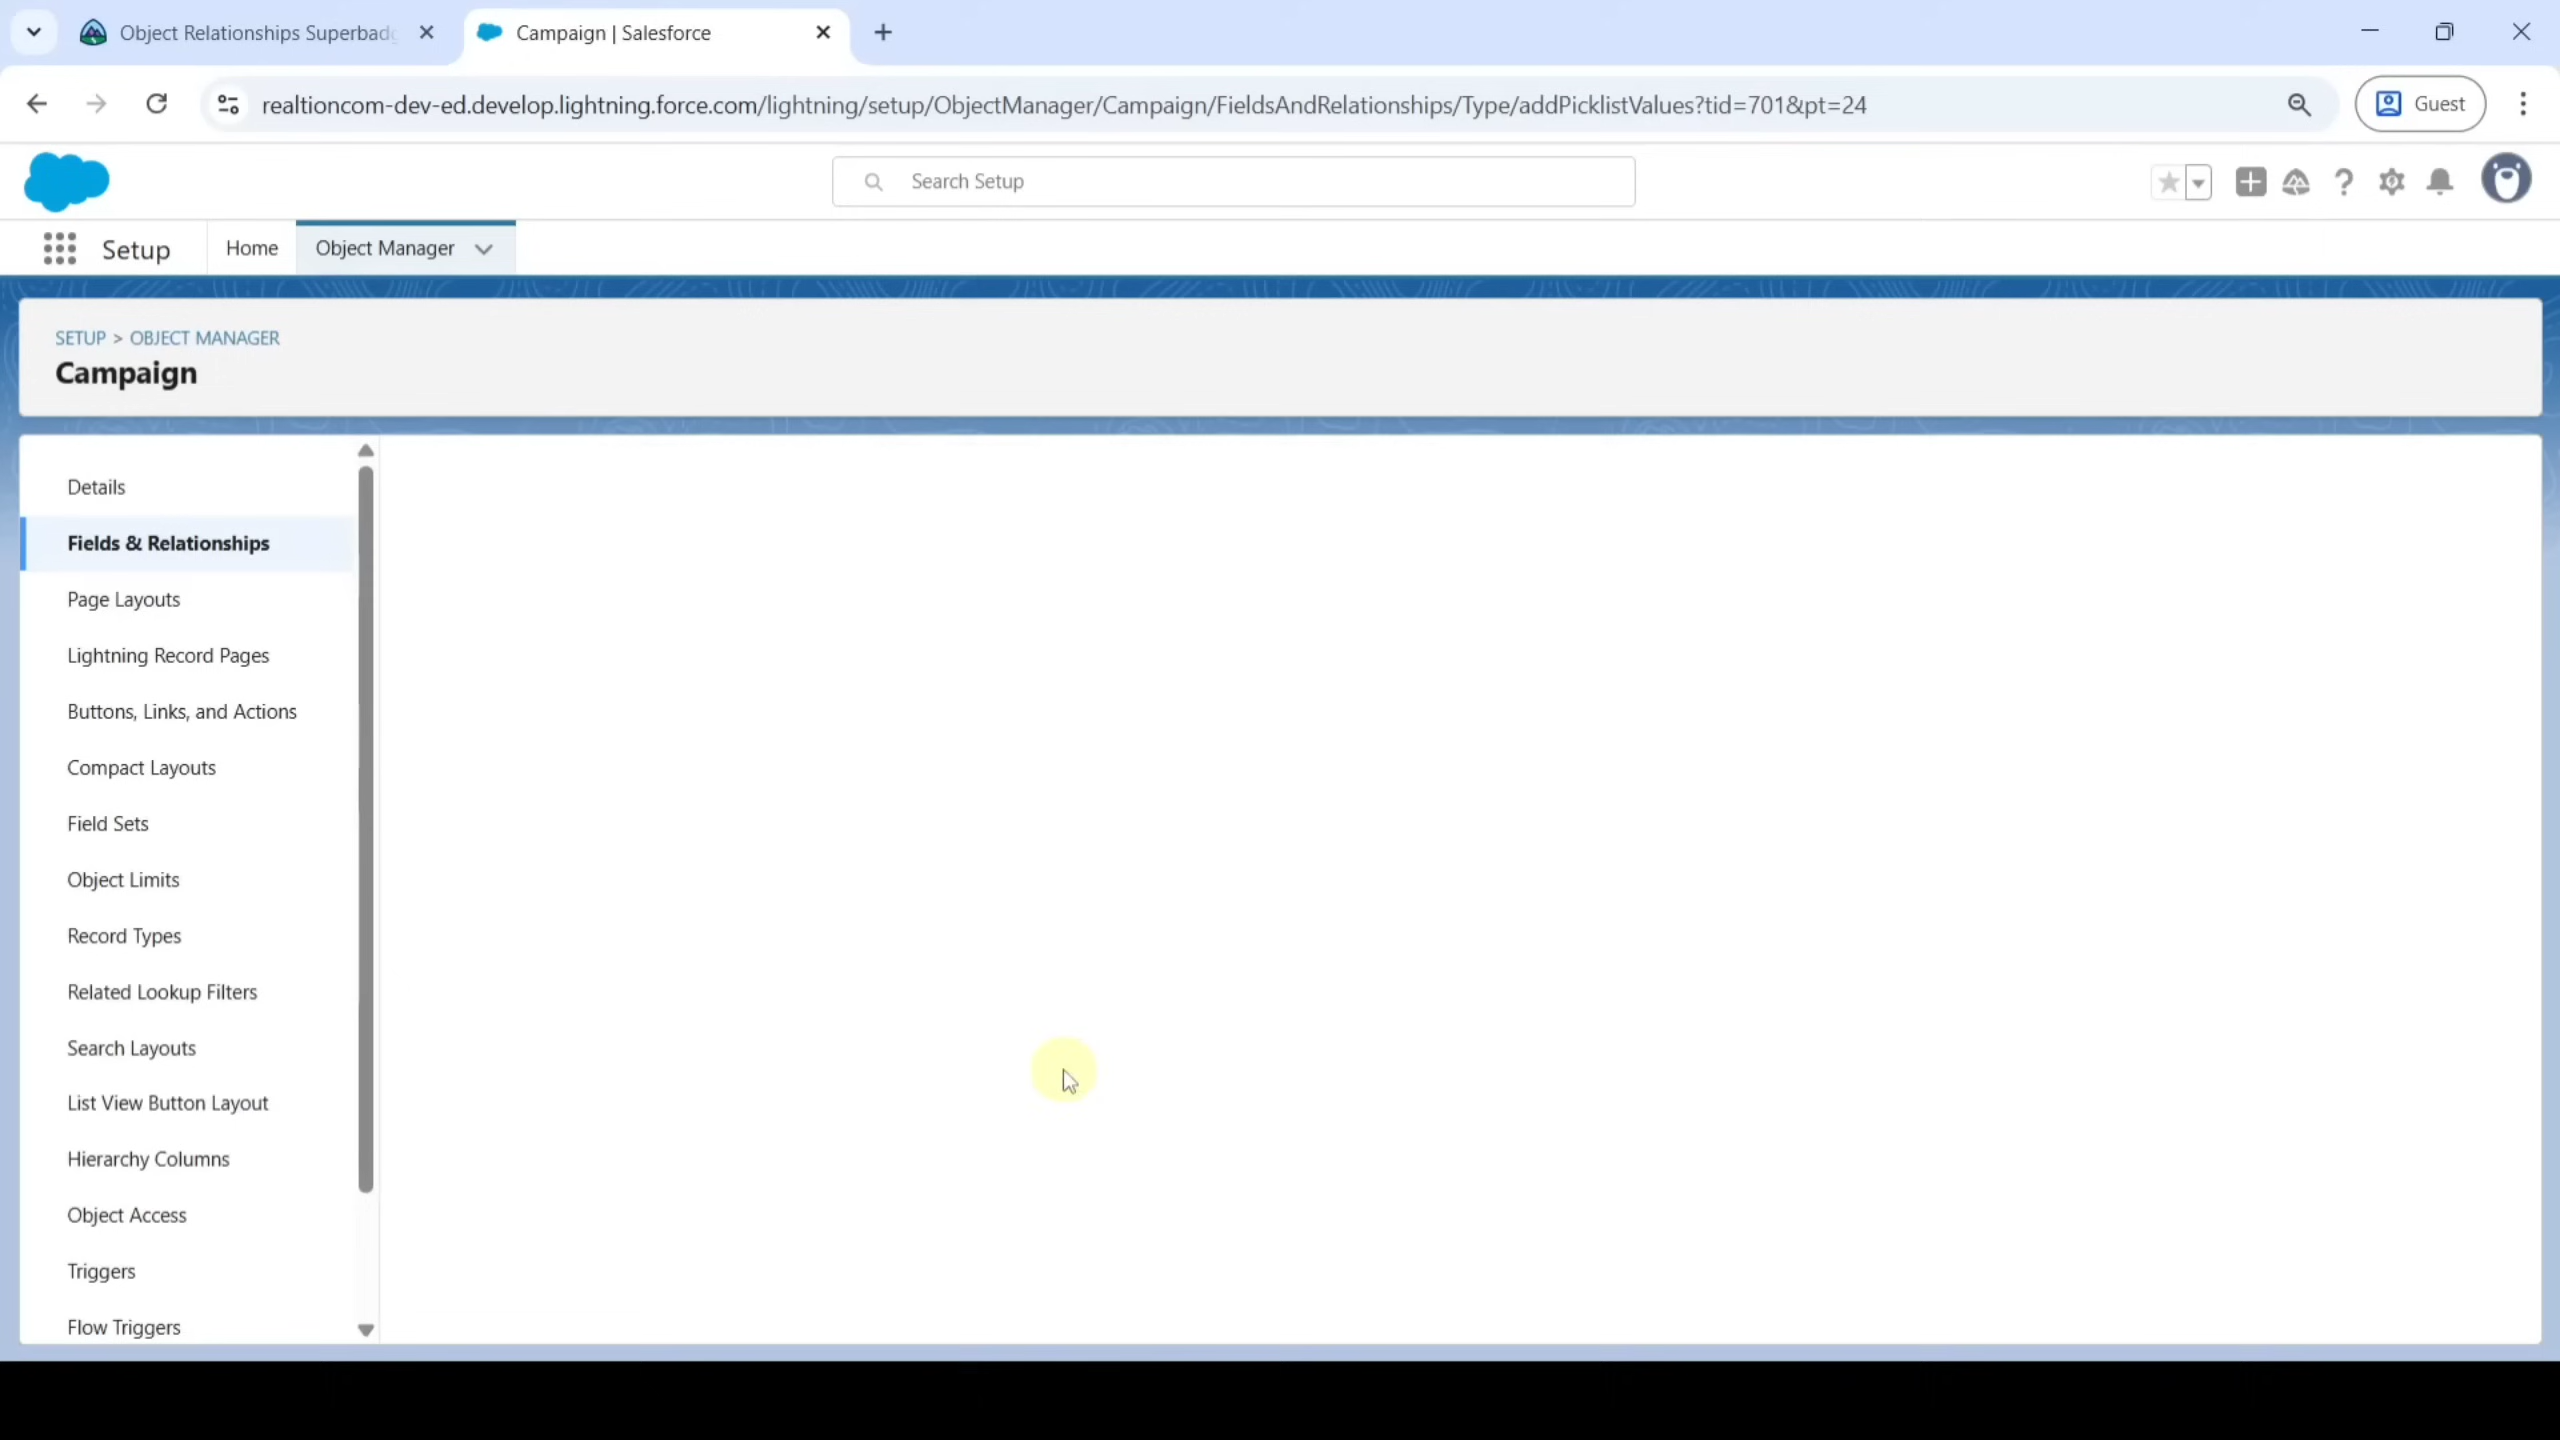 Object Relationships Superbadg
Campaign | Salesforce
realtioncom-dev-ed.develop.lightning.force.com/lightning/setup/ObjectManager/Campaign/FieldsAndRelationships/Type/addPicklistValues?tid=701&pt=24
Guest
Search Setup
Setup
Home
Object Manager
SETUP > OBJECT MANAGER
Campaign
Details
Fields & Relationships
Page Layouts
Lightning Record Pages
Buttons, Links, and Actions
Compact Layouts
Field Sets
Object Limits
Record Types
Related Lookup Filters
Search Layouts
List View Button Layout
Hierarchy Columns
Object Access
Triggers
Flow Triggers